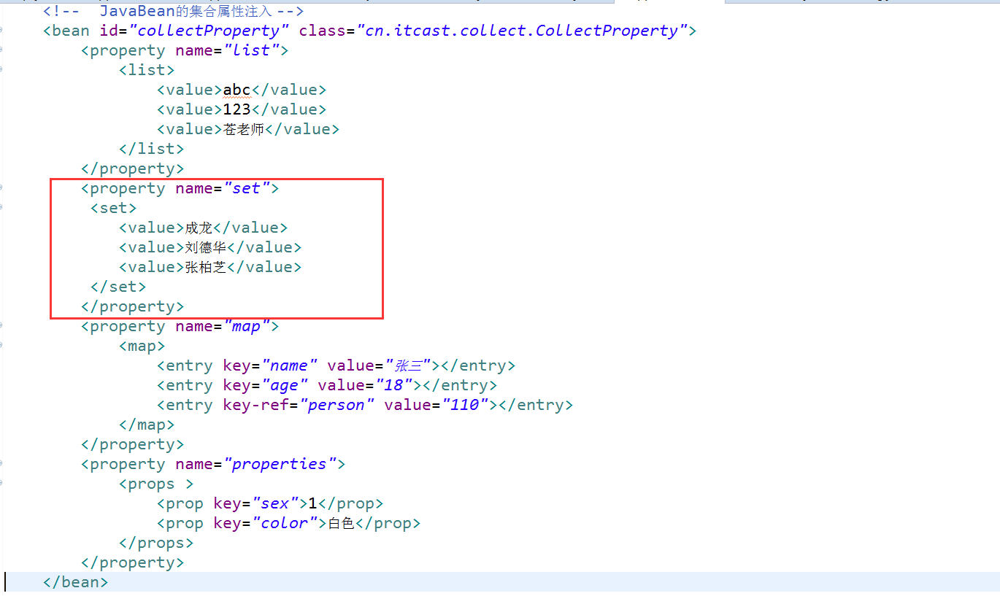 <!--  JavaBean的集合属性注入 -->
<bean id="collectProperty" class="cn.itcast.collect.CollectProperty">
<property name="list">
<list>
<value>abc</value>
<value>123</value>
<value>苍老师</value>
</list>
</property>
<property name="set">
<set>
<value>成龙</value>
<value>刘德华</value>
<value>张柏芝</value>
</set>
</property>
<property name="map">
<map>
<entry key="name" value="张三"></entry>
<entry key="age" value="18"></entry>
<entry key-ref="person" value="110"></entry>
</map>
</property>
<property name="properties">
<props >
<prop key="sex">1</prop>
<prop key="color">白色</prop>
</props>
</property>
</bean>